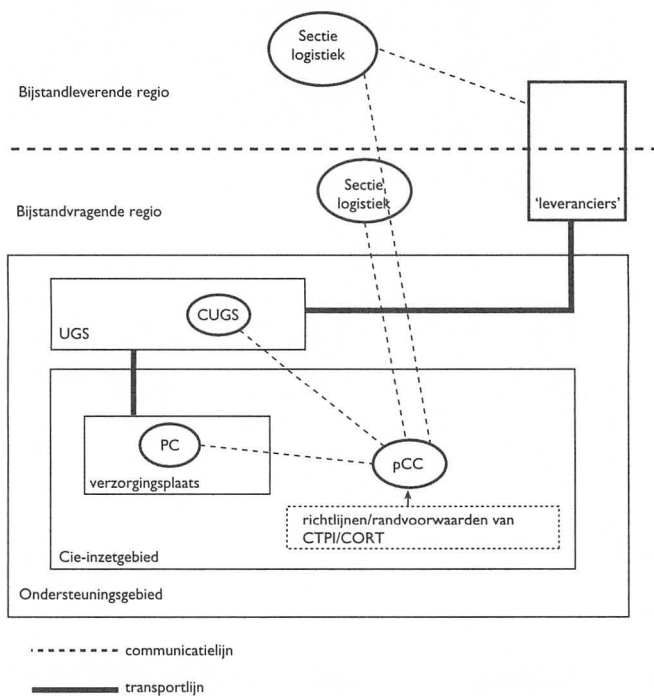 Sectie
logistiek
Bijstandleverende regio
Sectie
logistiek
'leveranciers'
Bijstandvragende regio
CUGS
UGS
PC
pCC
verzorgingsplaats
richtlijnen/randvoorwaarden van
CTPI/CORT
Cie-inzetgebied
Ondersteuningsgebied
communicatielijn
transportlijn